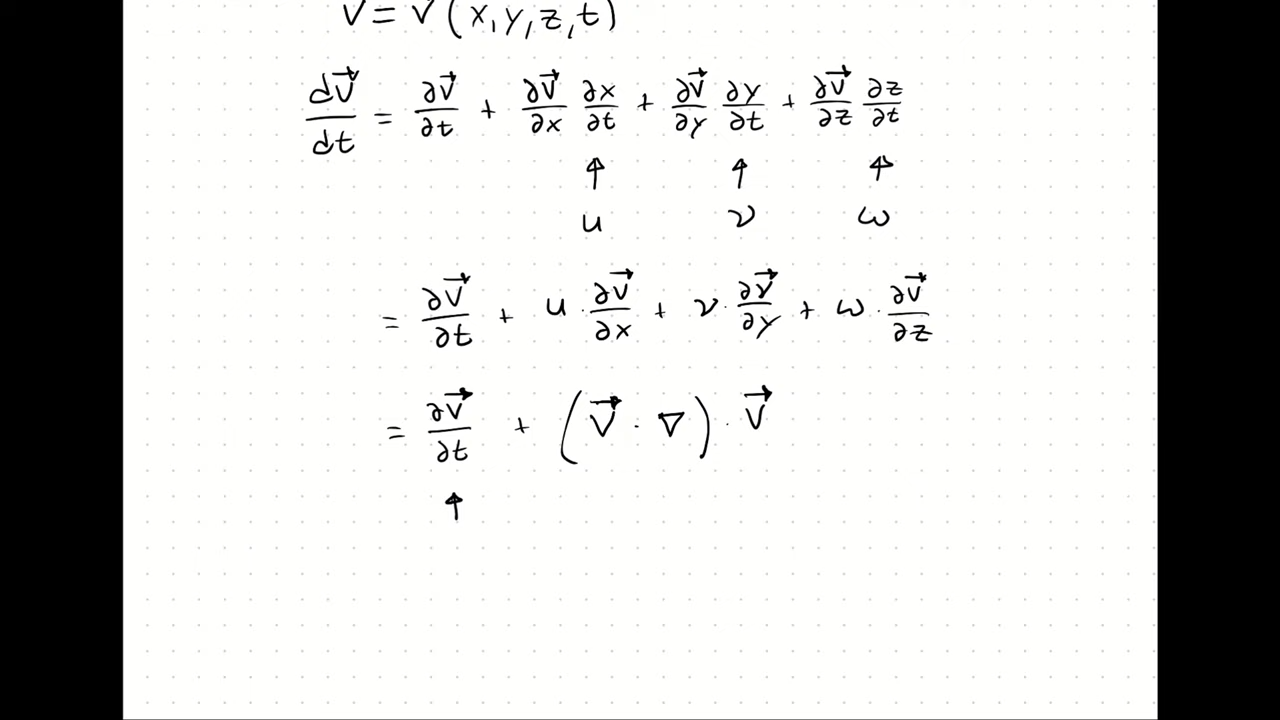 V = V (x, y, z, t)
dV⃗/dt = ∂V⃗/∂t + ∂V⃗/∂x ∂x/∂t + ∂V⃗/∂y ∂y/∂t + ∂V⃗/∂z ∂z/∂t
↑ ↑ ↑
u v w
= ∂V⃗/∂t + u · ∂V⃗/∂x + v · ∂V⃗/∂y + w · ∂V⃗/∂z
= ∂V⃗/∂t + (V⃗ · ∇) · V⃗
↑